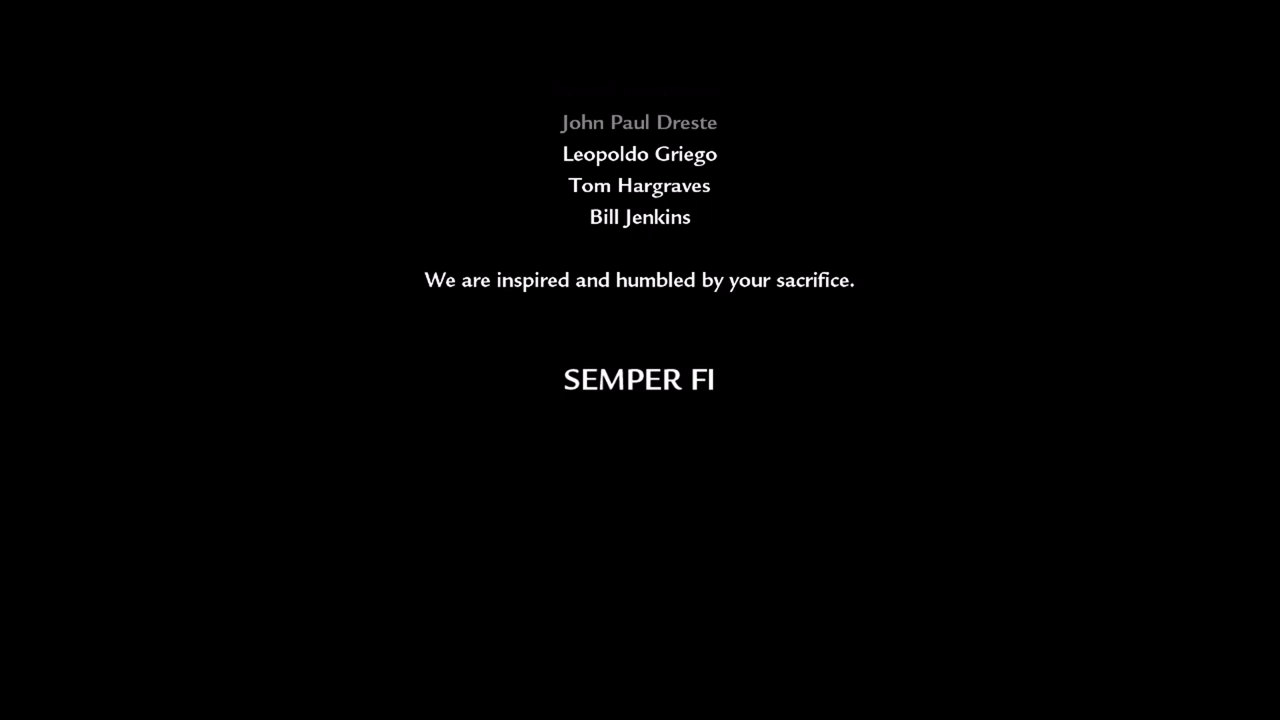 John Paul Dreste
Leopoldo Griego
Tom Hargraves
Bill Jenkins
We are inspired and humbled by your sacrifice.
SEMPER FI